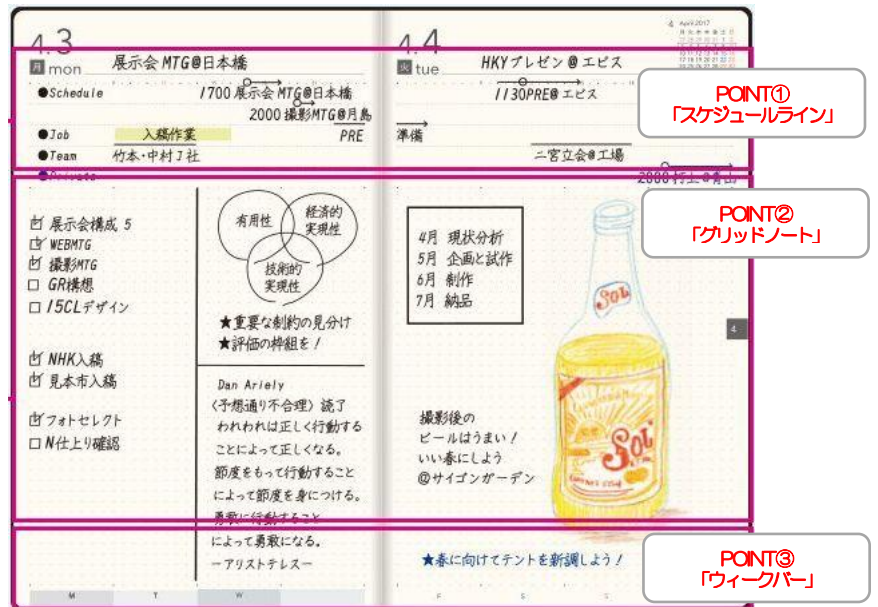 4.3
月 mon
展示会 MTG@日本橋
●Schedule
1700 展示会 MTG@日本橋
2000 撮影MTG@月島
●Job
入稿作業
PRE
●Team
竹本・中村 J社
●Private
展示会構成 5
WEBMTG
撮影MTG
GR構想
15CLデザイン
NHK入稿
見本市入稿
フォトセレクト
N仕上り確認
有用性
経済的
実現性
技術的
実現性
★重要な制約の見分け
★評価の枠組を！
Dan Ariely
〈予想通り不合理〉読了
われわれは正しく行動する
ことによって正しくなる。
節度をもって行動すること
によって節度を身につける。
勇敢に行動すること
によって勇敢になる。
ーアリストテレスー
M
T
W
4.4
火 tue
HKYプレゼン @ エビス
4 April 2017
1130PRE@エビス
準備
二宮立会@工場
2000 打上@青山
4月 現状分析
5月 企画と試作
6月 制作
7月 納品
SOL
SOL
4
撮影後の
ビールはうまい！
いい春にしよう
@サイゴンガーデン
★春に向けてテントを新調しよう！
F
S
S
POINT①
「スケジュールライン」
POINT②
「グリッドノート」
POINT③
「ウィークバー」